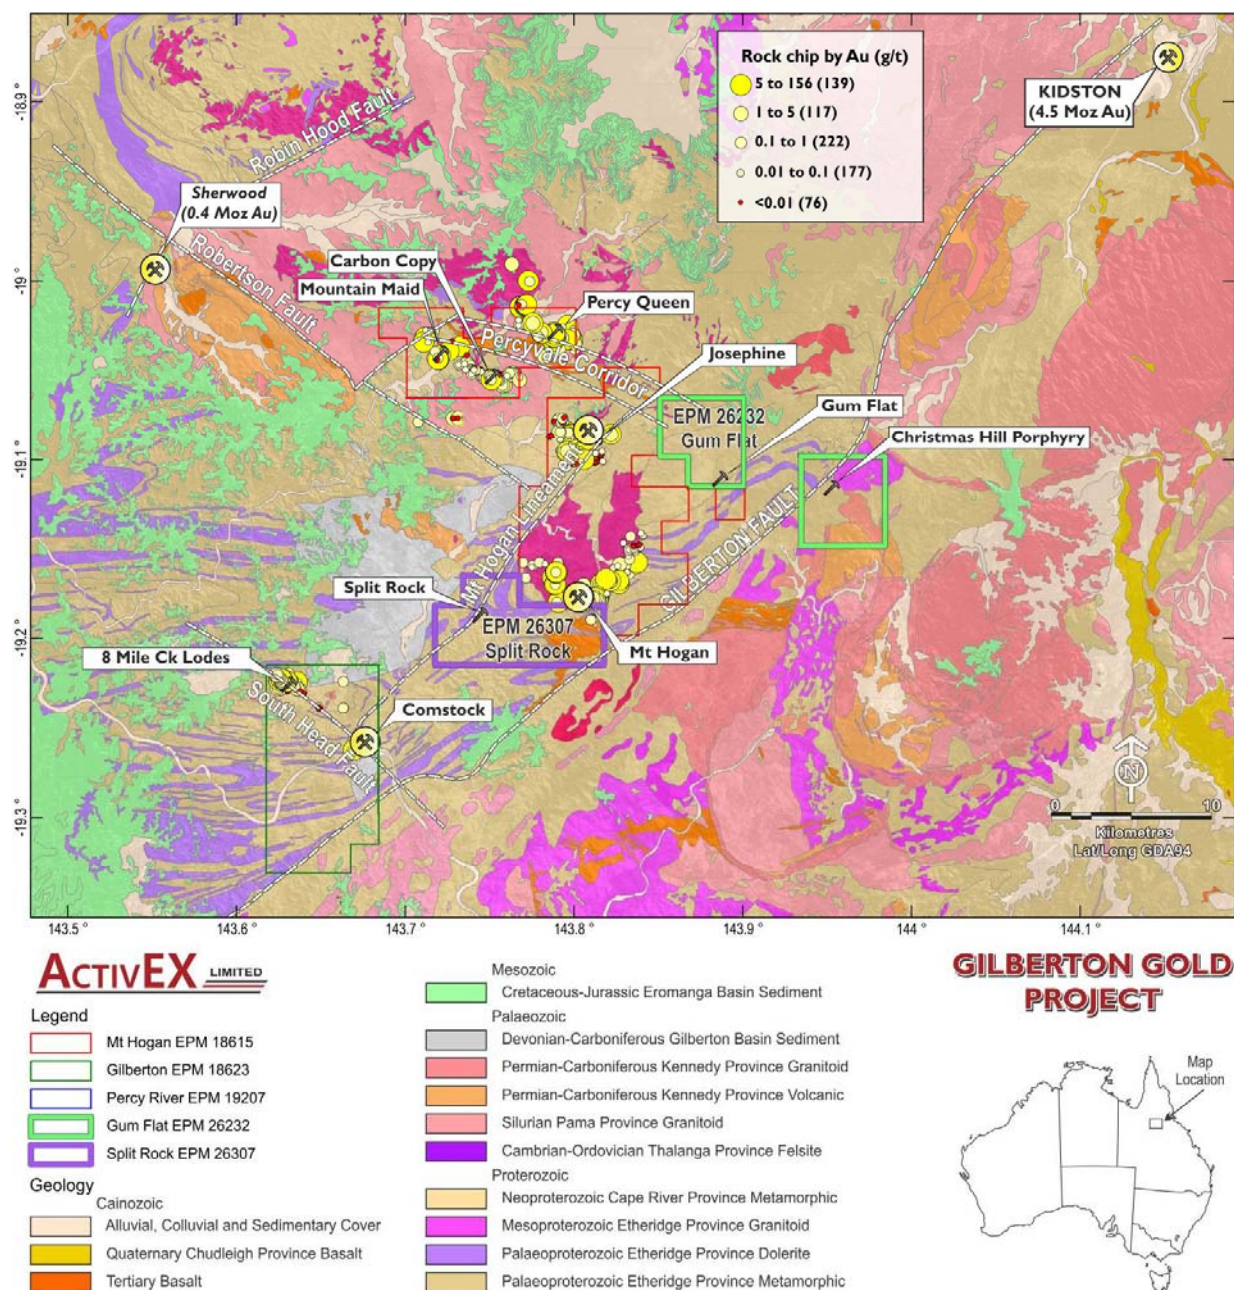 Rock chip by Au (g/t)
5 to 156 (139)
1 to 5 (117)
0.1 to 1 (222)
0.01 to 0.1 (177)
<0.01 (76)
KIDSTON
(4.5 Moz Au)
Robin Hood Fault
Sherwood
(0.4 Moz Au)
Robertson Fault
Carbon Copy
Mountain Maid
Percy Queen
Percyvale Corridor
Josephine
EPM 26232
Gum Flat
Gum Flat
Christmas Hill Porphyry
Mt Hogan Lineament
GILBERTON FAULT
Split Rock
EPM 26307
Split Rock
Mt Hogan
8 Mile Ck Lodes
South Head Fault
Comstock
N
0 10
Kilometres
Lat/Long GDA94
-18.9°
-19°
-19.1°
-19.2°
-19.3°
143.5° 143.6° 143.7° 143.8° 143.9° 144° 144.1°
ACTIVEX LIMITED
Legend
Mt Hogan EPM 18615
Gilberton EPM 18623
Percy River EPM 19207
Gum Flat EPM 26232
Split Rock EPM 26307
Geology
Cainozoic
Alluvial, Colluvial and Sedimentary Cover
Quaternary Chudleigh Province Basalt
Tertiary Basalt
Mesozoic
Cretaceous-Jurassic Eromanga Basin Sediment
Palaeozoic
Devonian-Carboniferous Gilberton Basin Sediment
Permian-Carboniferous Kennedy Province Granitoid
Permian-Carboniferous Kennedy Province Volcanic
Silurian Pama Province Granitoid
Cambrian-Ordovician Thalanga Province Felsite
Proterozoic
Neoproterozoic Cape River Province Metamorphic
Mesoproterozoic Etheridge Province Granitoid
Palaeoproterozoic Etheridge Province Dolerite
Palaeoproterozoic Etheridge Province Metamorphic
GILBERTON GOLD
PROJECT
Map
Location